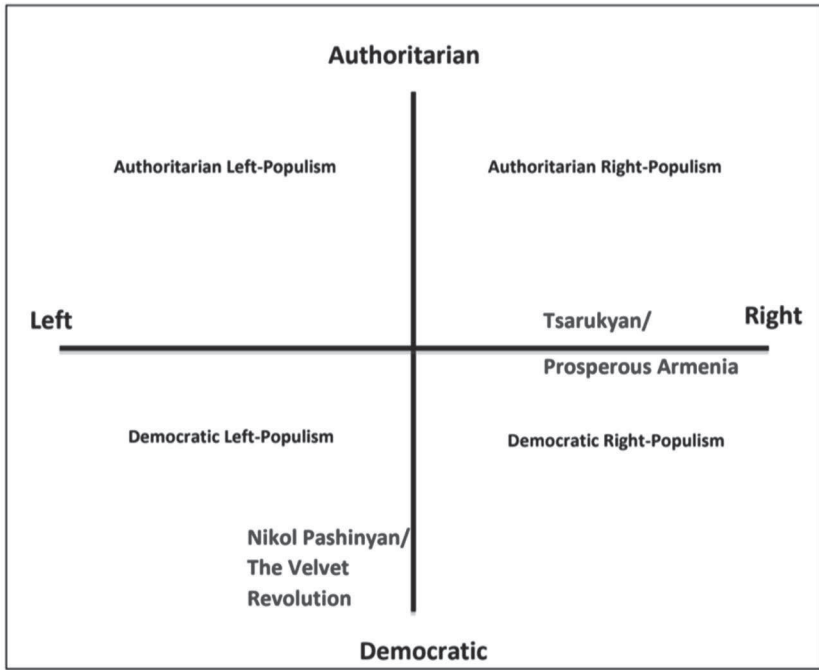 Authoritarian
Authoritarian Left-Populism
Authoritarian Right-Populism
Left
Tsarukyan/
Right
Prosperous Armenia
Democratic Left-Populism
Democratic Right-Populism
Nikol Pashinyan/
The Velvet
Revolution
Democratic